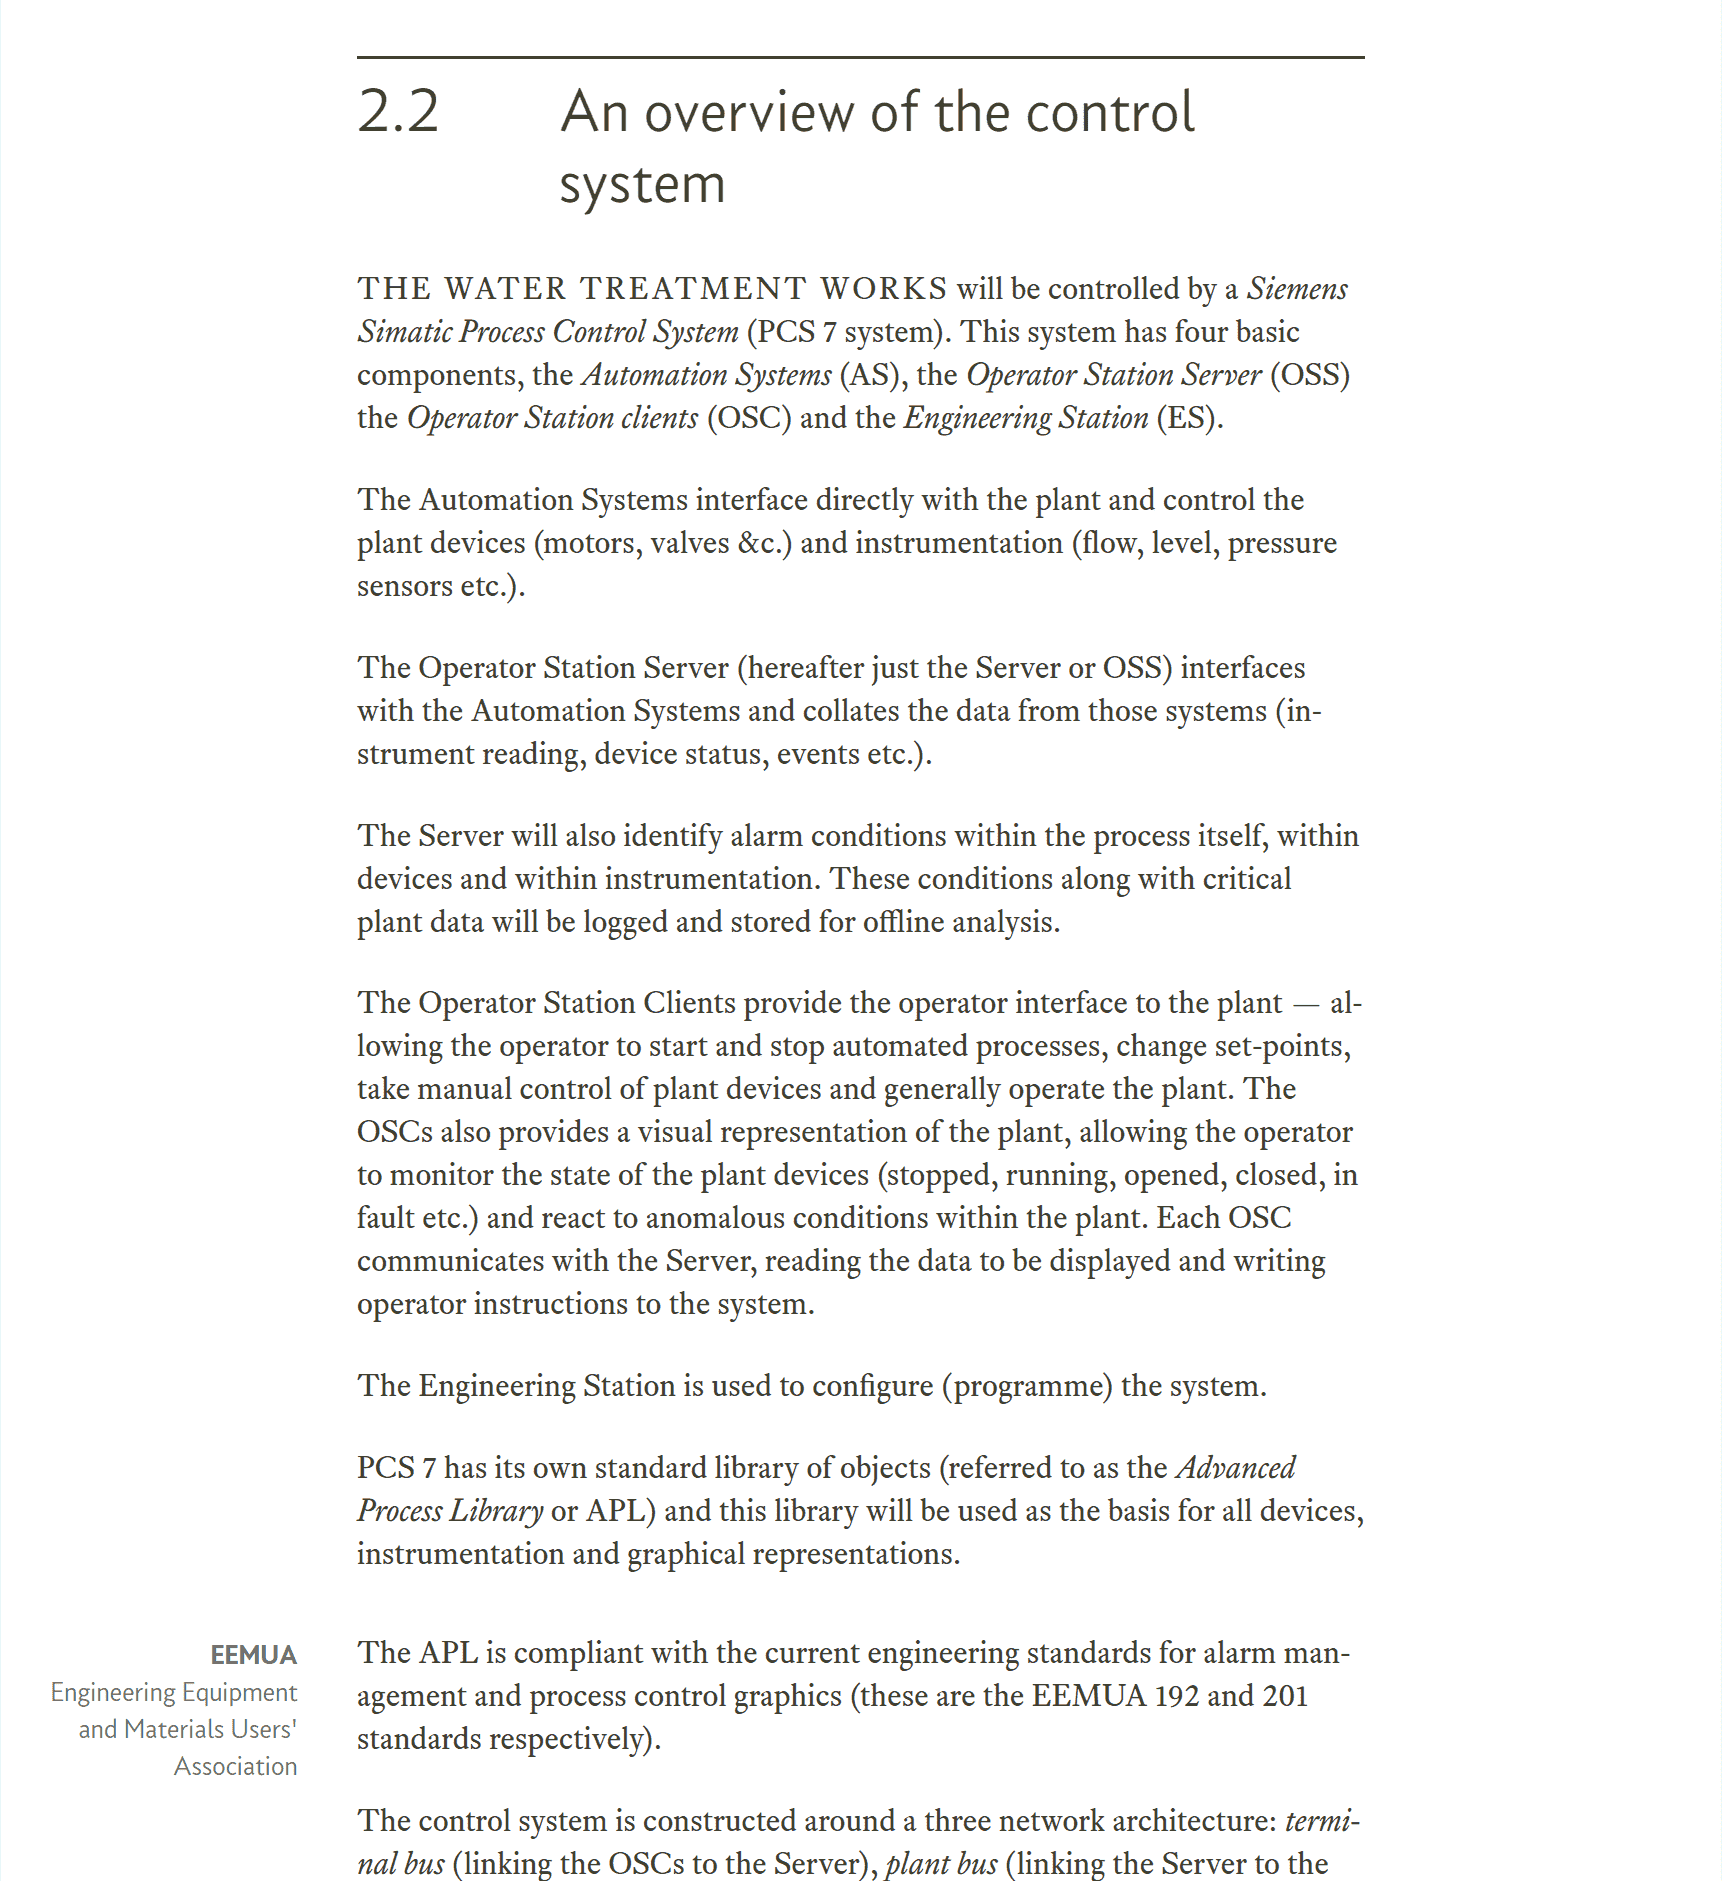 2.2 An overview of the control
system
THE WATER TREATMENT WORKS will be controlled by a Siemens
Simatic Process Control System (PCS 7 system). This system has four basic
components, the Automation Systems (AS), the Operator Station Server (OSS)
the Operator Station clients (OSC) and the Engineering Station (ES).
The Automation Systems interface directly with the plant and control the
plant devices (motors, valves &c.) and instrumentation (flow, level, pressure
sensors etc.).
The Operator Station Server (hereafter just the Server or OSS) interfaces
with the Automation Systems and collates the data from those systems (in-
strument reading, device status, events etc.).
The Server will also identify alarm conditions within the process itself, within
devices and within instrumentation. These conditions along with critical
plant data will be logged and stored for offline analysis.
The Operator Station Clients provide the operator interface to the plant — al-
lowing the operator to start and stop automated processes, change set-points,
take manual control of plant devices and generally operate the plant. The
OSCs also provides a visual representation of the plant, allowing the operator
to monitor the state of the plant devices (stopped, running, opened, closed, in
fault etc.) and react to anomalous conditions within the plant. Each OSC
communicates with the Server, reading the data to be displayed and writing
operator instructions to the system.
The Engineering Station is used to configure (programme) the system.
PCS 7 has its own standard library of objects (referred to as the Advanced
Process Library or APL) and this library will be used as the basis for all devices,
instrumentation and graphical representations.
EEMUA
Engineering Equipment
and Materials Users'
Association
The APL is compliant with the current engineering standards for alarm man-
agement and process control graphics (these are the EEMUA 192 and 201
standards respectively).
The control system is constructed around a three network architecture: termi-
nal bus (linking the OSCs to the Server), plant bus (linking the Server to the